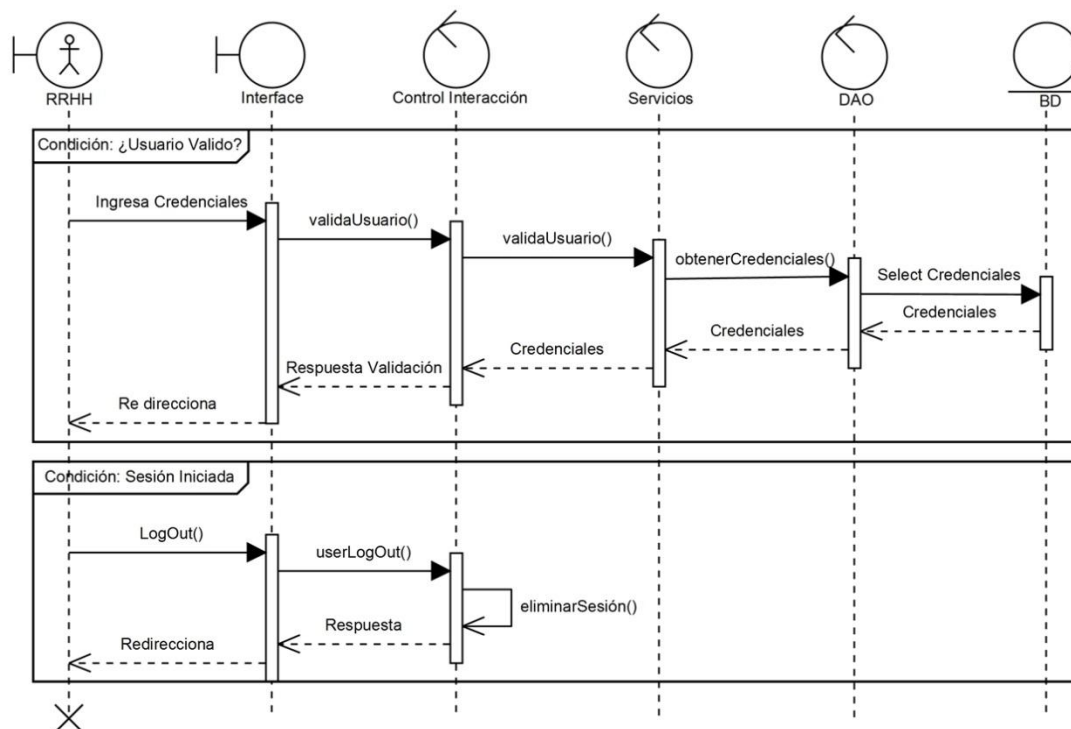 RRHH
Interface
Control Interacción
Servicios
DAO
BD
Condición: ¿Usuario Valido?
Ingresa Credenciales
validaUsuario()
validaUsuario()
obtenerCredenciales()
Select Credenciales
Credenciales
Credenciales
Credenciales
Respuesta Validación
Re direcciona
Condición: Sesión Iniciada
LogOut()
userLogOut()
eliminarSesión()
Respuesta
Redirecciona